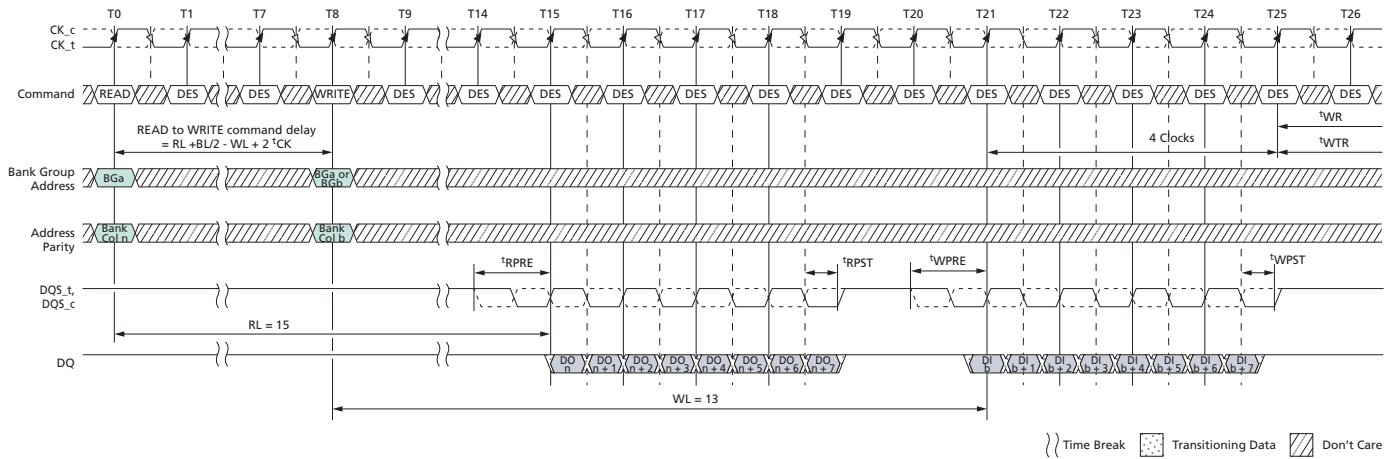 T0 T1 T7 T8 T9 T14 T15 T16 T17 T18 T19 T20 T21 T22 T23 T24 T25 T26
CK_c
CK_t
Command READ DES DES WRITE DES DES DES DES DES DES DES DES DES DES DES DES DES DES
READ to WRITE command delay
= RL +BL/2 - WL + 2 tCK
4 Clocks
tWR
tWTR
Bank Group
Address
BGa
BGa or
BGb
Address
Parity
Bank
Col n
Bank
Col b
tRPRE tRPST tWPRE tWPST
DQS_t,
DQS_c
RL = 15
DQ
DO
n
DO
n + 1
DO
n + 2
DO
n + 3
DO
n + 4
DO
n + 5
DO
n + 6
DO
n + 7
DI
b
DI
b + 1
DI
b + 2
DI
b + 3
DI
b + 4
DI
b + 5
DI
b + 6
DI
b + 7
WL = 13
Time Break Transitioning Data Don't Care